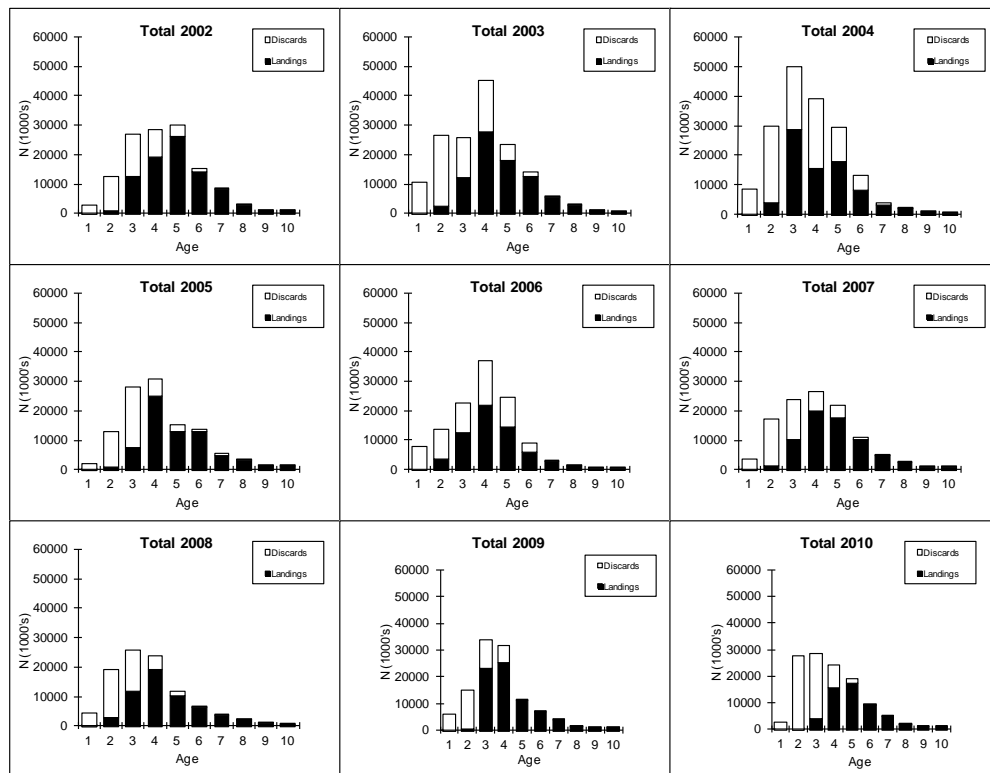 Total 2002
Discards
Landings
60000
50000
40000
30000
20000
10000
0
N (1000's)
1 2 3 4 5 6 7 8 9 10
Age
Total 2003
Discards
Landings
60000
50000
40000
30000
20000
10000
0
N (1000's)
1 2 3 4 5 6 7 8 9 10
Age
Total 2004
Discards
Landings
60000
50000
40000
30000
20000
10000
0
N (1000's)
1 2 3 4 5 6 7 8 9 10
Age
Total 2005
Discards
Landings
60000
50000
40000
30000
20000
10000
0
N (1000's)
1 2 3 4 5 6 7 8 9 10
Age
Total 2006
Discards
Landings
60000
50000
40000
30000
20000
10000
0
N (1000's)
1 2 3 4 5 6 7 8 9 10
Age
Total 2007
Discards
Landings
60000
50000
40000
30000
20000
10000
0
N (1000's)
1 2 3 4 5 6 7 8 9 10
Age
Total 2008
Discards
Landings
60000
50000
40000
30000
20000
10000
0
N (1000's)
1 2 3 4 5 6 7 8 9 10
Age
Total 2009
Discards
Landings
60000
50000
40000
30000
20000
10000
0
N (1000's)
1 2 3 4 5 6 7 8 9 10
Age
Total 2010
Discards
Landings
60000
50000
40000
30000
20000
10000
0
N (1000's)
1 2 3 4 5 6 7 8 9 10
Age